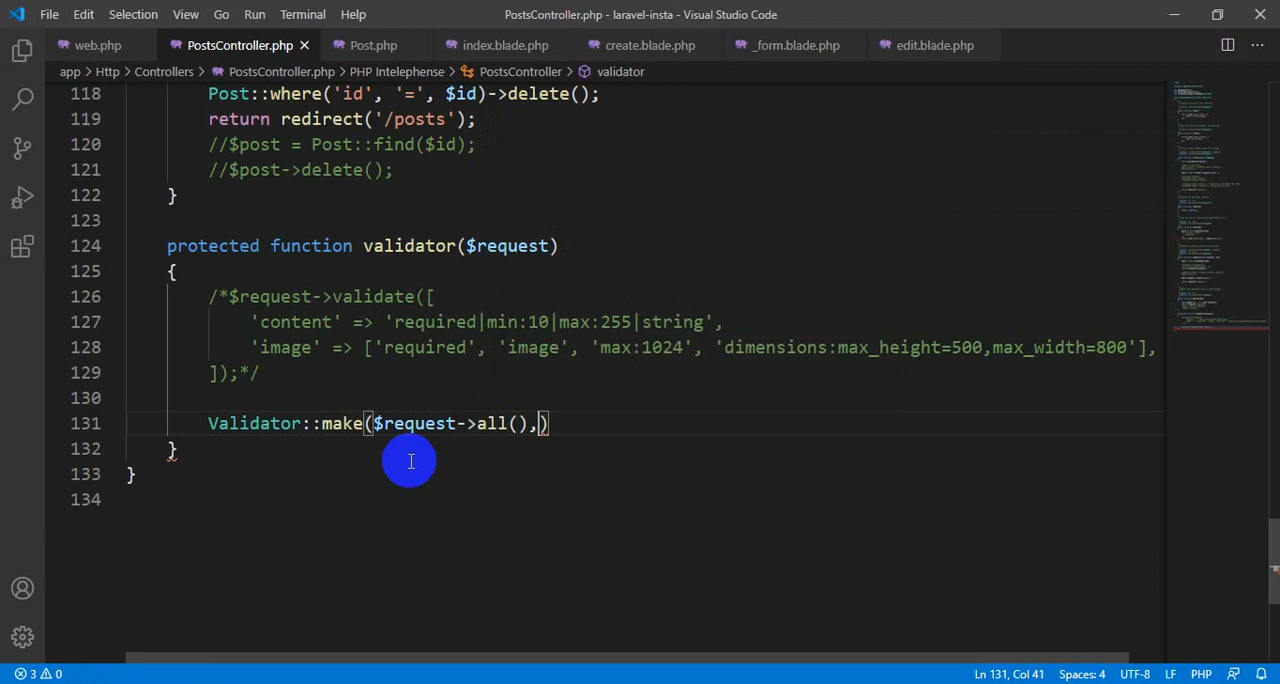 File Edit Selection View Go Run Terminal Help PostsController.php - laravel-insta - Visual Studio Code
web.php PostsController.php Post.php index.blade.php create.blade.php _form.blade.php edit.blade.php
app > Http > Controllers > PostsController.php > PHP Intelephense > PostsController > validator
118 Post::where('id', '=', $id)->delete();
119 return redirect('/posts');
120 //$post = Post::find($id);
121 //$post->delete();
122 }
123
124 protected function validator($request)
125 {
126 /*$request->validate([
127 'content' => 'required|min:10|max:255|string',
128 'image' => ['required', 'image', 'max:1024', 'dimensions:max_height=500,max_width=800'],
129 ]);*/
130
131 Validator::make($request->all(),)
132 }
133 }
134
3 0 Ln 131, Col 41 Spaces: 4 UTF-8 LF PHP